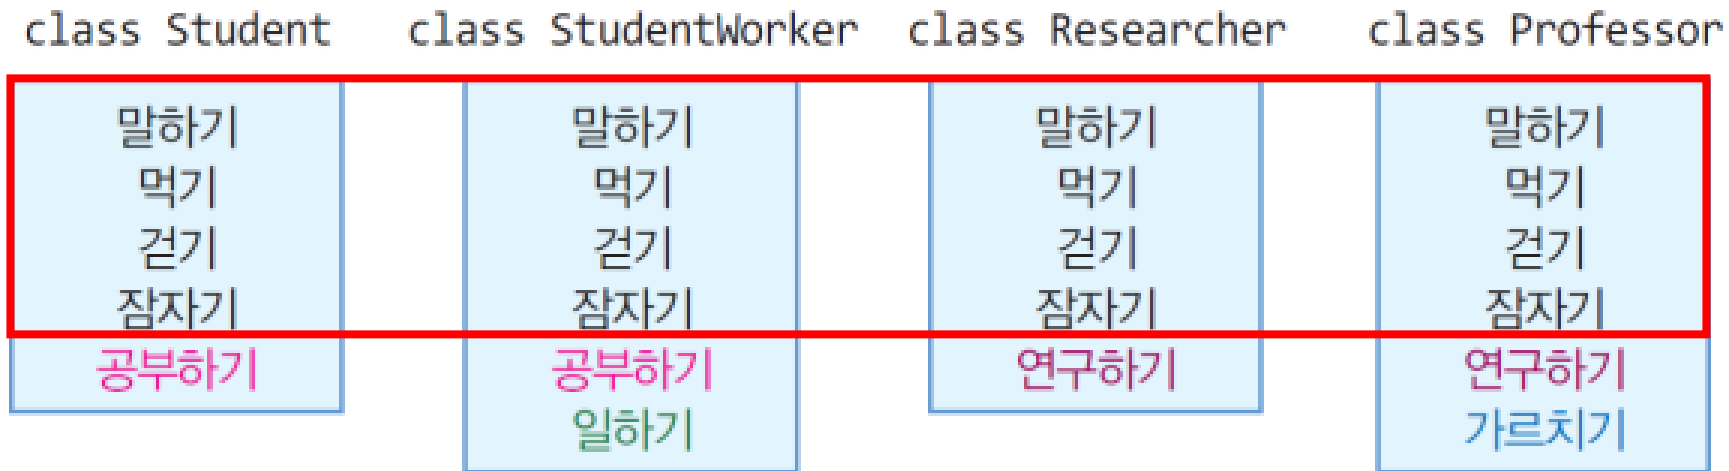 class Student class StudentWorker class Researcher class Professor
말하기 말하기 말하기 말하기
먹기 먹기 먹기 먹기
걷기 걷기 걷기 걷기
잠자기 잠자기 잠자기 잠자기
공부하기 공부하기 연구하기 연구하기
일하기 가르치기